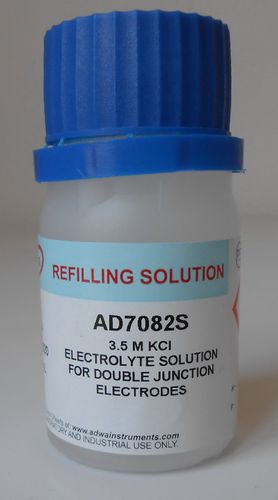 REFILLING SOLUTION
AD7082S
3.5 M KCl
ELECTROLYTE SOLUTION
FOR DOUBLE JUNCTION
ELECTRODES
at: www.adwainstruments.com
AND INDUSTRIAL USE ONLY.